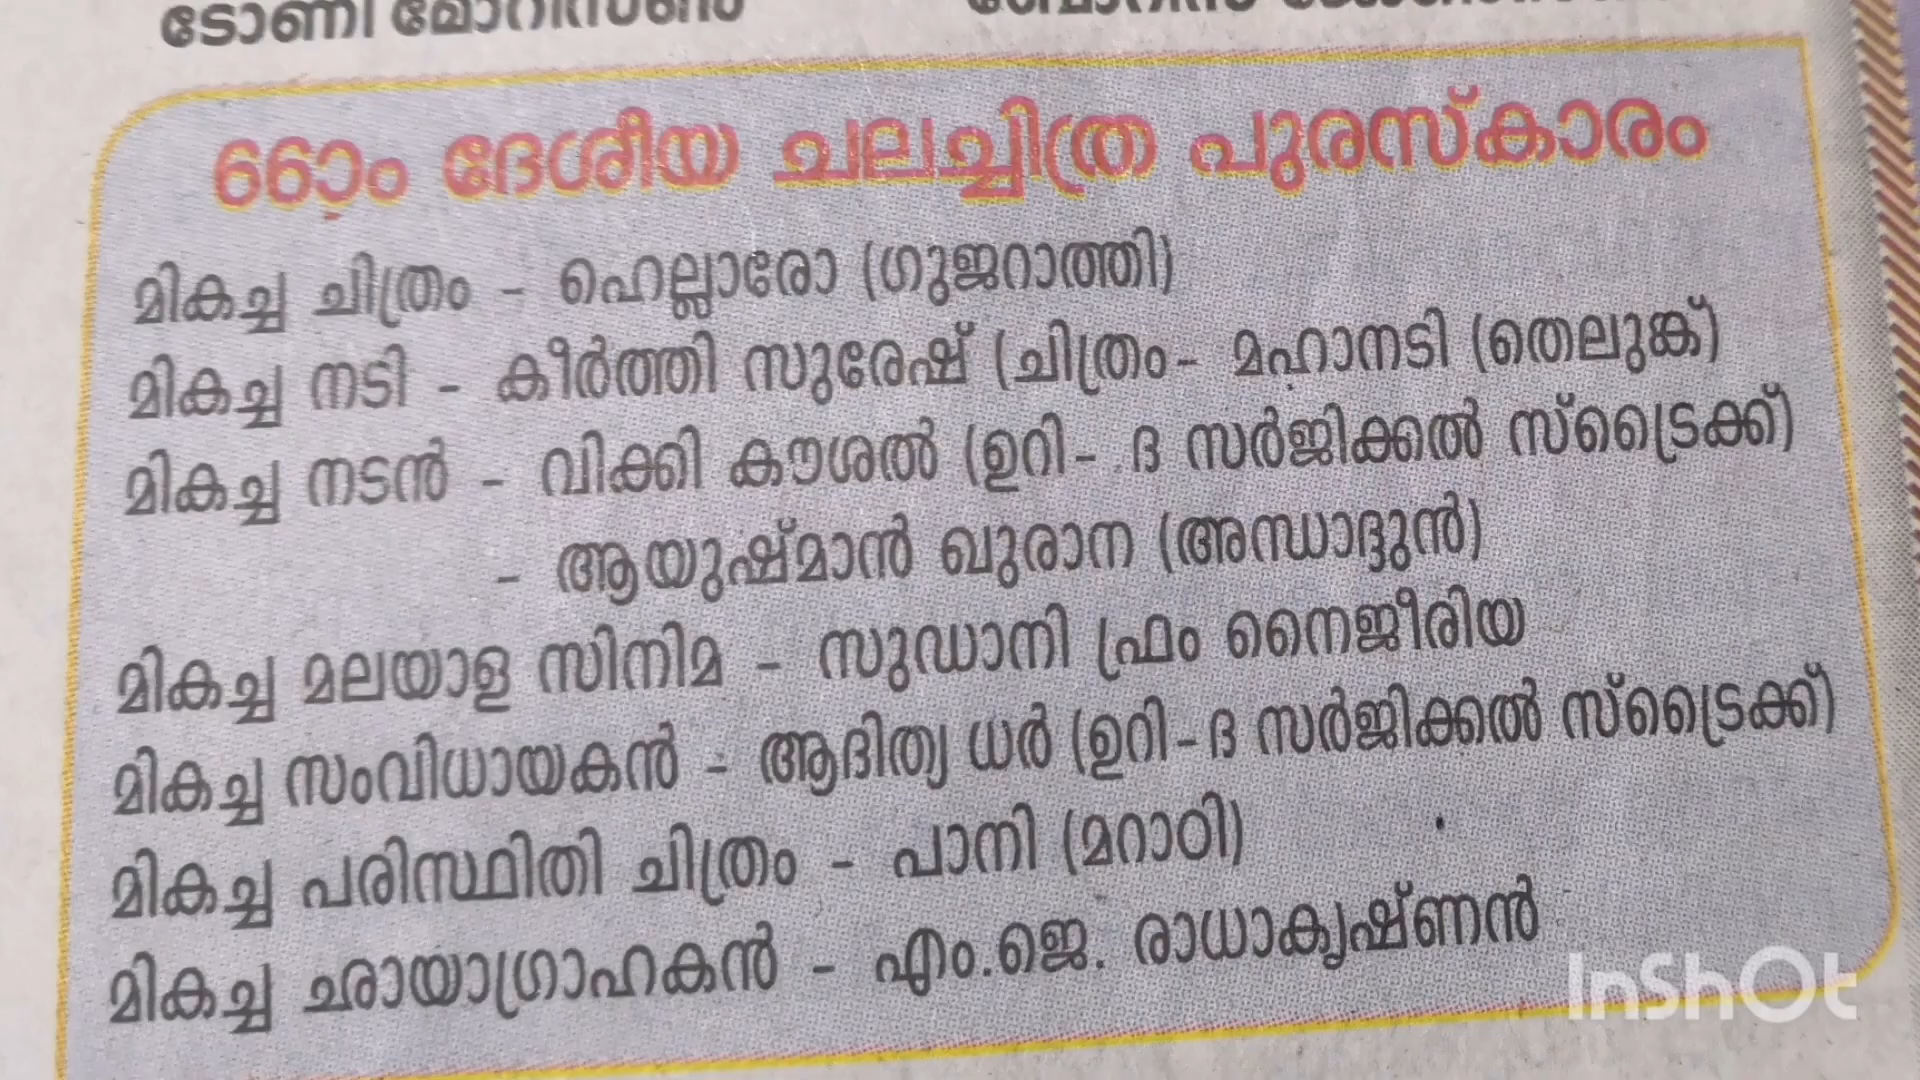 ടോണി മോറിസൺ
66ാം ദേശീയ ചലച്ചിത്ര പുരസ്കാരം
മികച്ച ചിത്രം - ഹെല്ലാരോ (ഗുജറാത്തി)
മികച്ച നടി - കീർത്തി സുരേഷ് (ചിത്രം- മഹാനടി (തെലുങ്ക്)
മികച്ച നടൻ - വിക്കി കൗശൽ (ഉറി- ദ സർജിക്കൽ സ്ട്രൈക്ക്)
- ആയുഷ്മാൻ ഖുരാന (അന്ധാദ്ദുൻ)
മികച്ച മലയാള സിനിമ - സുഡാനി ഫ്രം നൈജീരിയ
മികച്ച സംവിധായകൻ - ആദിത്യ ധർ (ഉറി-ദ സർജിക്കൽ സ്ട്രൈക്ക്)
മികച്ച പരിസ്ഥിതി ചിത്രം - പാനി (മറാഠി)
മികച്ച ഛായാഗ്രാഹകൻ - എം.ജെ. രാധാകൃഷ്ണൻ
InShOt